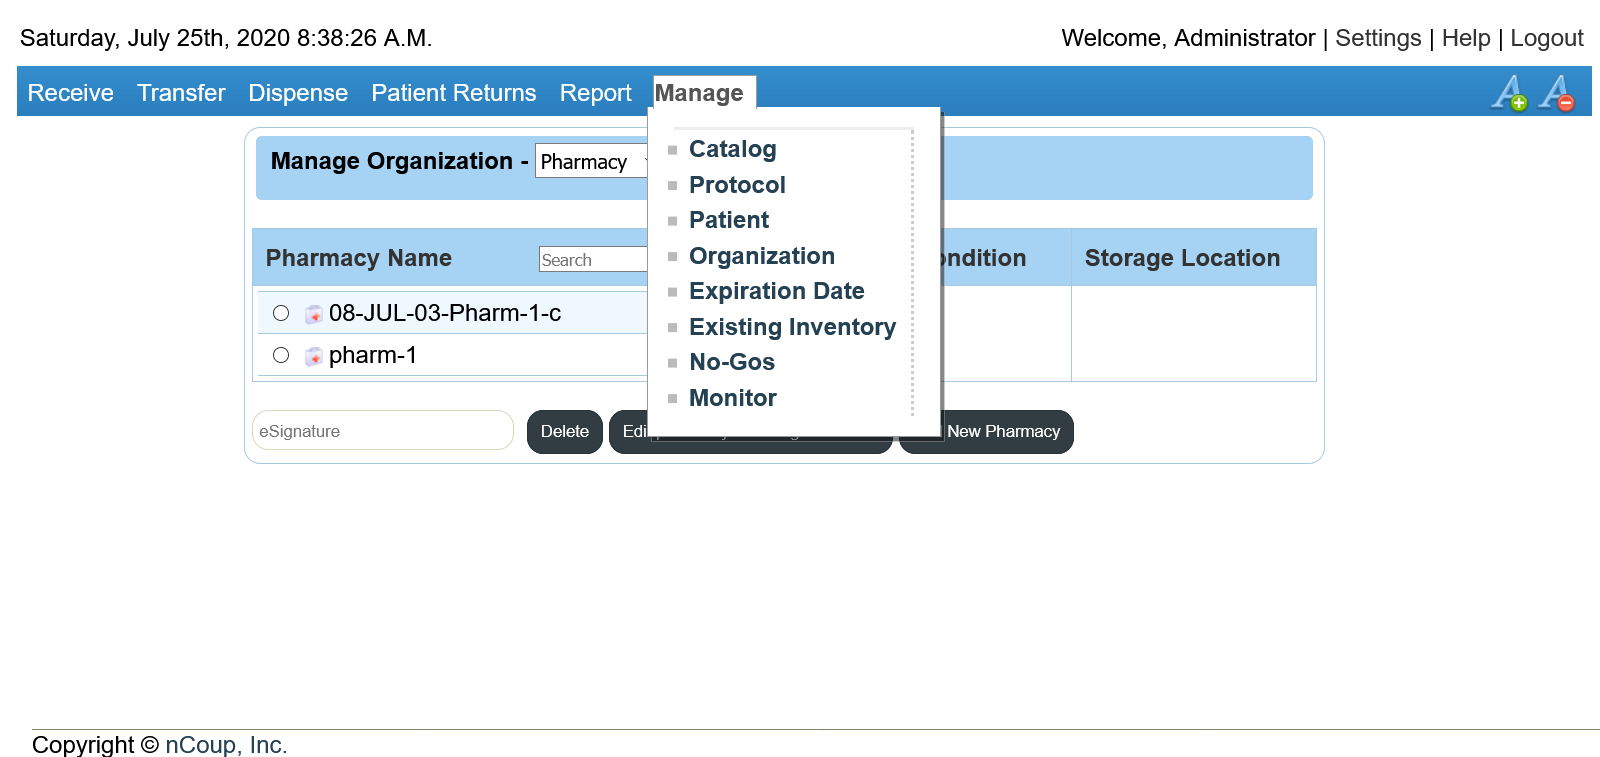 Saturday, July 25th, 2020 8:38:26 A.M.
Welcome, Administrator | Settings | Help | Logout
Receive Transfer Dispense Patient Returns Report Manage
Manage Organization - Pharmacy
Catalog
Protocol
Patient
Organization
Expiration Date
Existing Inventory
No-Gos
Monitor
Pharmacy Name Search Storage Location
08-JUL-03-Pharm-1-c
pharm-1
eSignature Delete New Pharmacy
Copyright © nCoup, Inc.